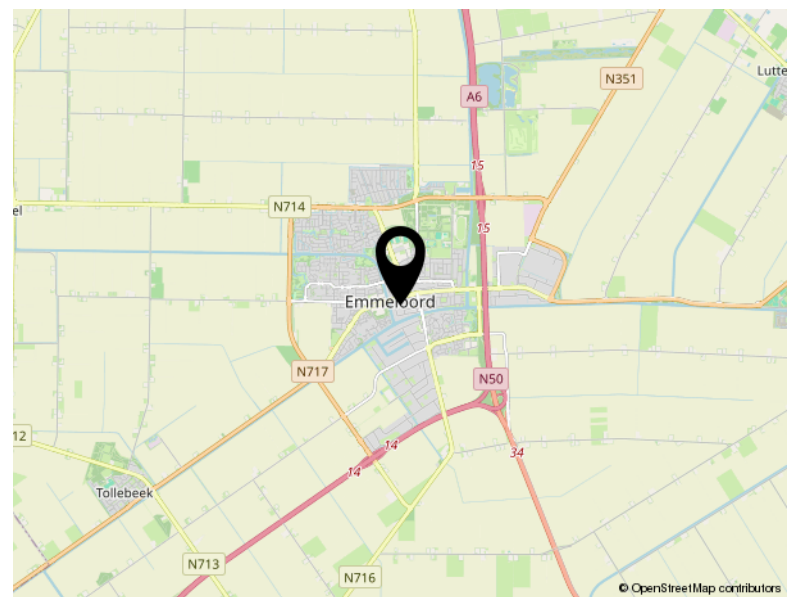 A6
N351
Lutte
15
N714
el
15
Emmeloord
N717
N50
12
14
34
14
Tollebeek
N713
N716
© OpenStreetMap contributors